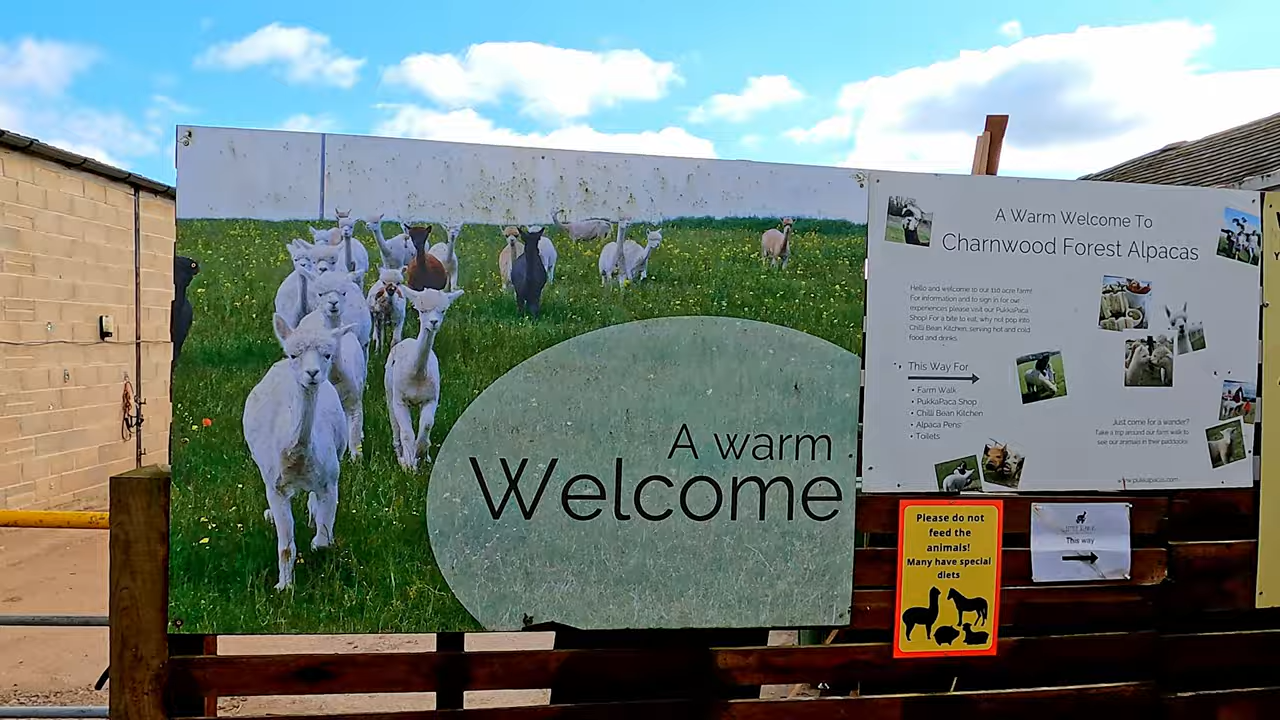 A warm
Welcome
A Warm Welcome To
Charnwood Forest Alpacas
Hello and welcome to our 110 acre farm!
For information and to sign in for our
experiences please visit our PukkaPaca
Shop! For a bite to eat, why not pop into
Chilli Bean Kitchen, serving hot and cold
food and drinks.
This Way For
• Farm Walk
• PukkaPaca Shop
• Chilli Bean Kitchen
• Alpaca Pens
• Toilets
Just come for a wander?
Take a trip around our farm walk to
see our animals in their paddocks.
www.pukkapacas.com
Please do not
feed the
animals!
Many have special
diets
This way
Y